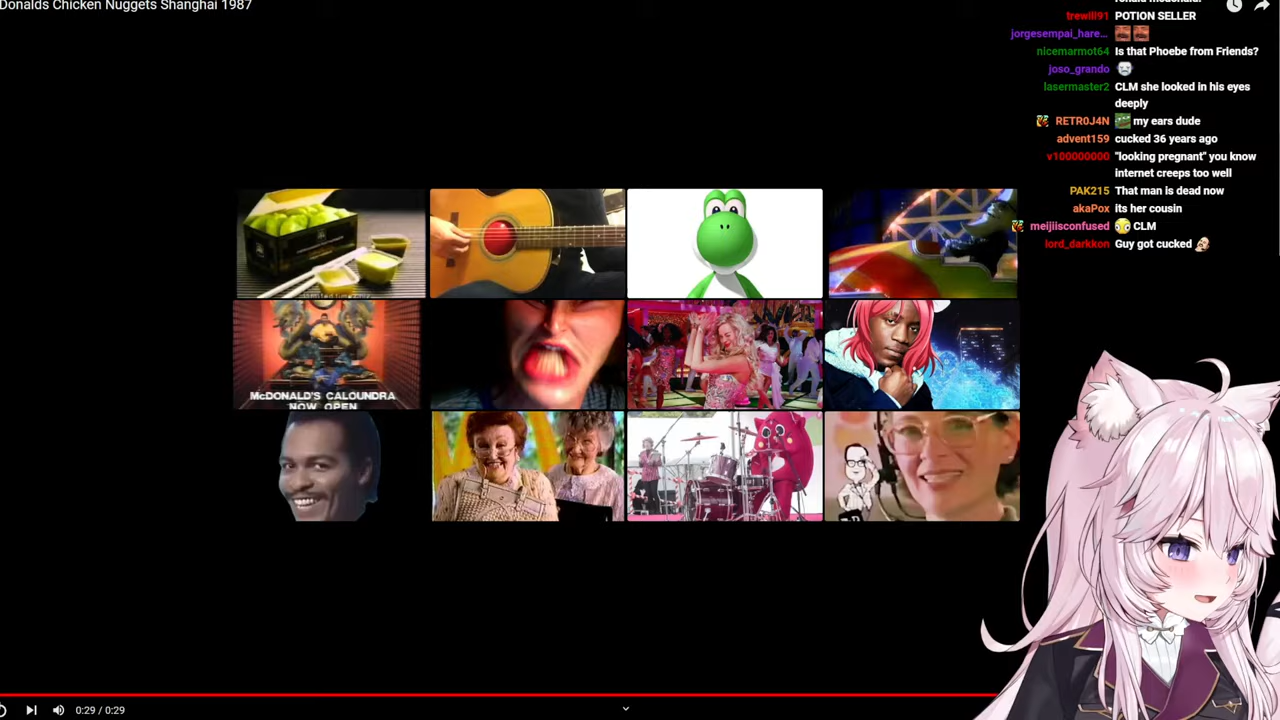 Donalds Chicken Nuggets Shanghai 1987
trewill91 POTION SELLER
jorgesempai_hare…
nicemarmot64 Is that Phoebe from Friends?
joso_grando
lasermaster2 CLM she looked in his eyes
deeply
RETR0J4N my ears dude
advent159 cucked 36 years ago
v100000000 "looking pregnant" you know
internet creeps too well
PAK215 That man is dead now
akaPox its her cousin
meijiisconfused CLM
lord_darkkon Guy got cucked
McDONALD'S CALOUNDRA
NOW OPEN
0:29 / 0:29